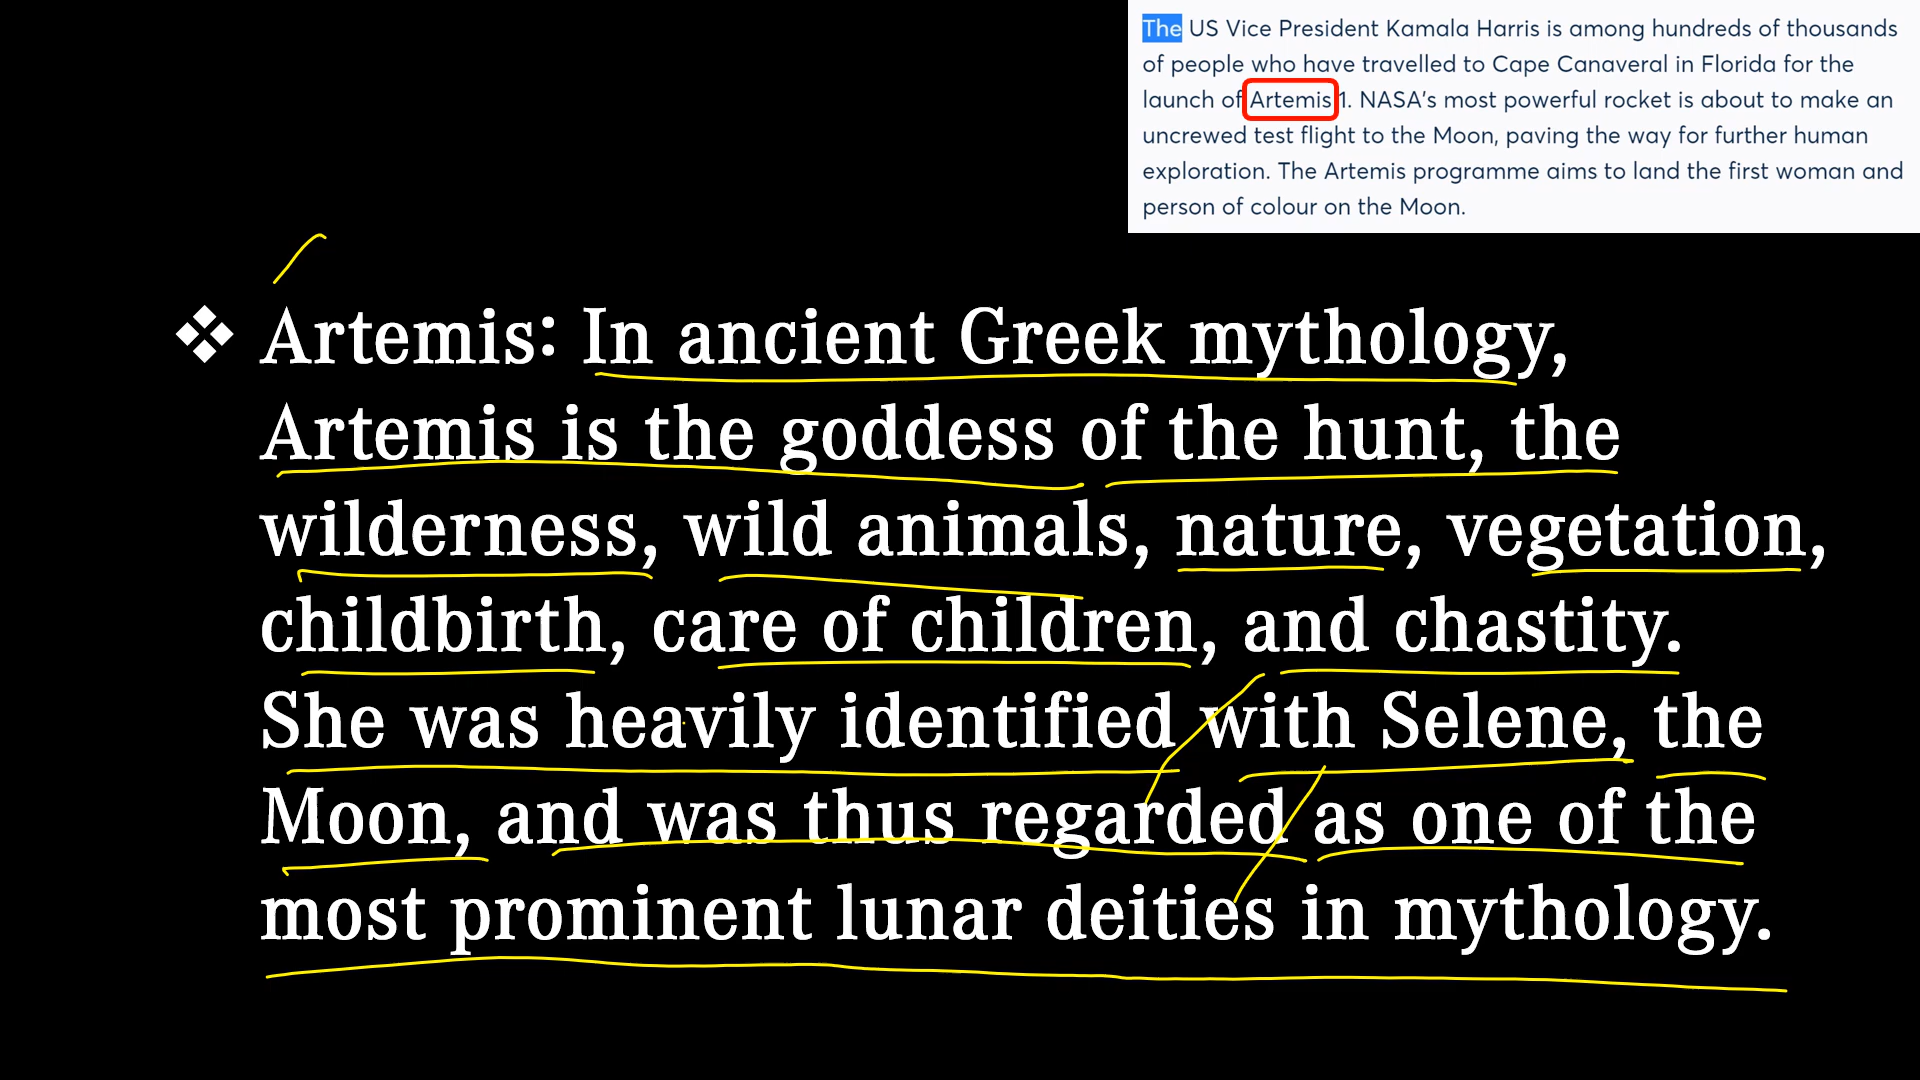 The US Vice President Kamala Harris is among hundreds of thousands
of people who have travelled to Cape Canaveral in Florida for the
launch of Artemis 1. NASA's most powerful rocket is about to make an
uncrewed test flight to the Moon, paving the way for further human
exploration. The Artemis programme aims to land the first woman and
person of colour on the Moon.
❖ Artemis: In ancient Greek mythology,
Artemis is the goddess of the hunt, the
wilderness, wild animals, nature, vegetation,
childbirth, care of children, and chastity.
She was heavily identified with Selene, the
Moon, and was thus regarded as one of the
most prominent lunar deities in mythology.